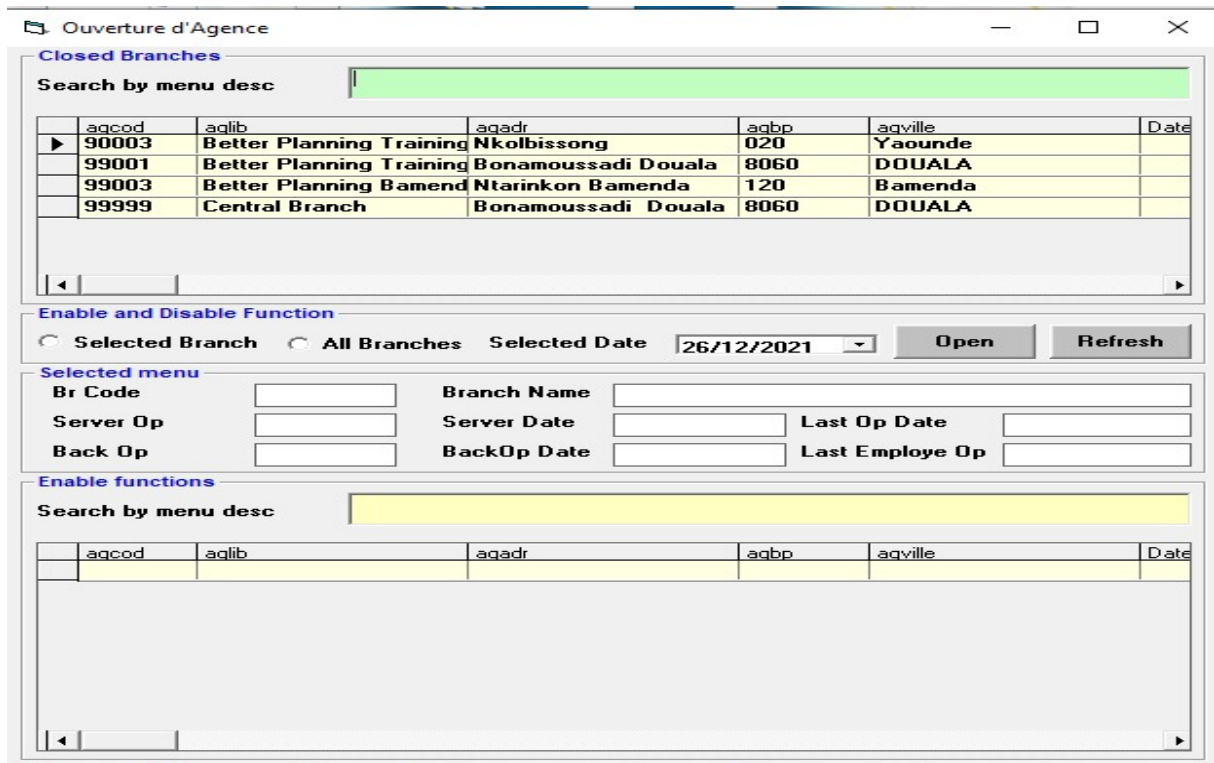 Ouverture d'Agence
Closed Branches
Search by menu desc
agcod aglib agadr agbp agville Date
90003 Better Planning Training Nkolbissong 020 Yaounde
99001 Better Planning Training Bonamoussadi Douala 8060 DOUALA
99003 Better Planning Bamend Ntarinkon Bamenda 120 Bamenda
99999 Central Branch Bonamoussadi Douala 8060 DOUALA
Enable and Disable Function
Selected Branch All Branches Selected Date 26/12/2021 Open Refresh
Selected menu
Br Code Branch Name
Server Op Server Date Last Op Date
Back Op BackOp Date Last Employe Op
Enable functions
Search by menu desc
agcod aglib agadr agbp agville Date